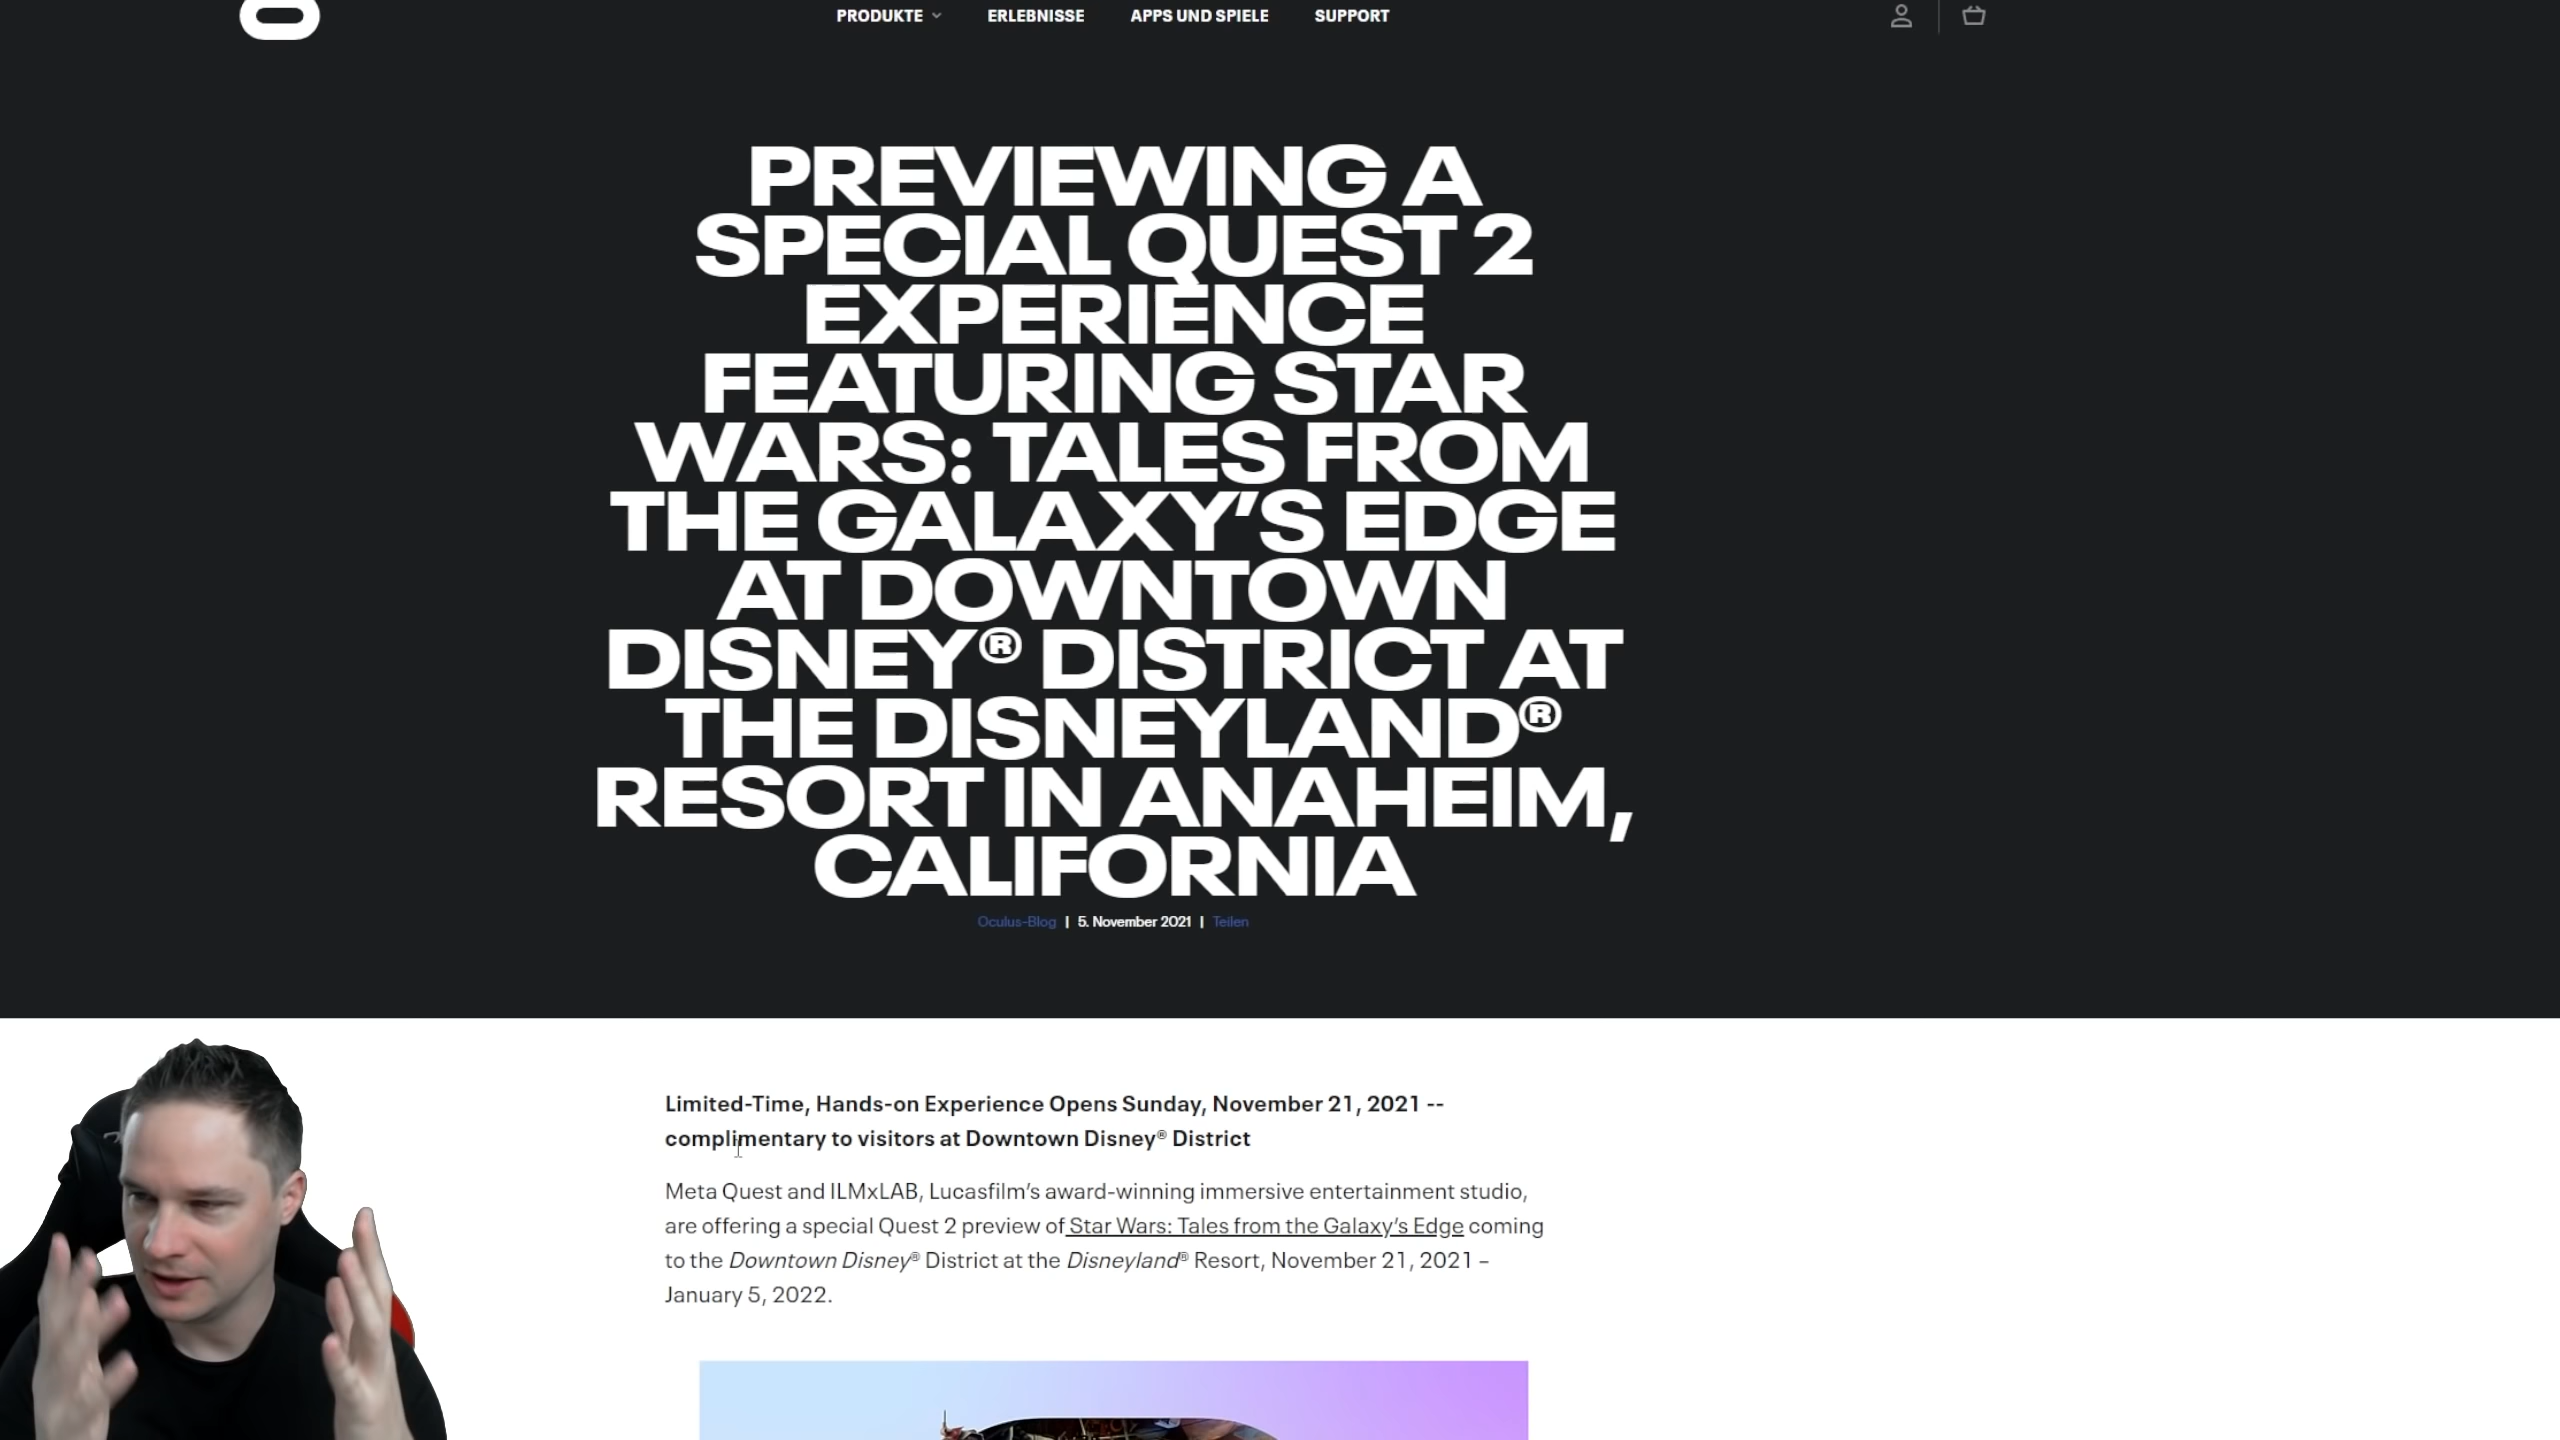 PRODUKTE ERLEBNISSE APPS UND SPIELE SUPPORT
PREVIEWING A
SPECIAL QUEST 2
EXPERIENCE
FEATURING STAR
WARS: TALES FROM
THE GALAXY’S EDGE
AT DOWNTOWN
DISNEY® DISTRICT AT
THE DISNEYLAND®
RESORT IN ANAHEIM,
CALIFORNIA
Oculus-Blog | 5. November 2021 | Teilen
Limited-Time, Hands-on Experience Opens Sunday, November 21, 2021 --
complimentary to visitors at Downtown Disney® District
Meta Quest and ILMxLAB, Lucasfilm’s award-winning immersive entertainment studio,
are offering a special Quest 2 preview of Star Wars: Tales from the Galaxy’s Edge coming
to the Downtown Disney® District at the Disneyland® Resort, November 21, 2021 –
January 5, 2022.